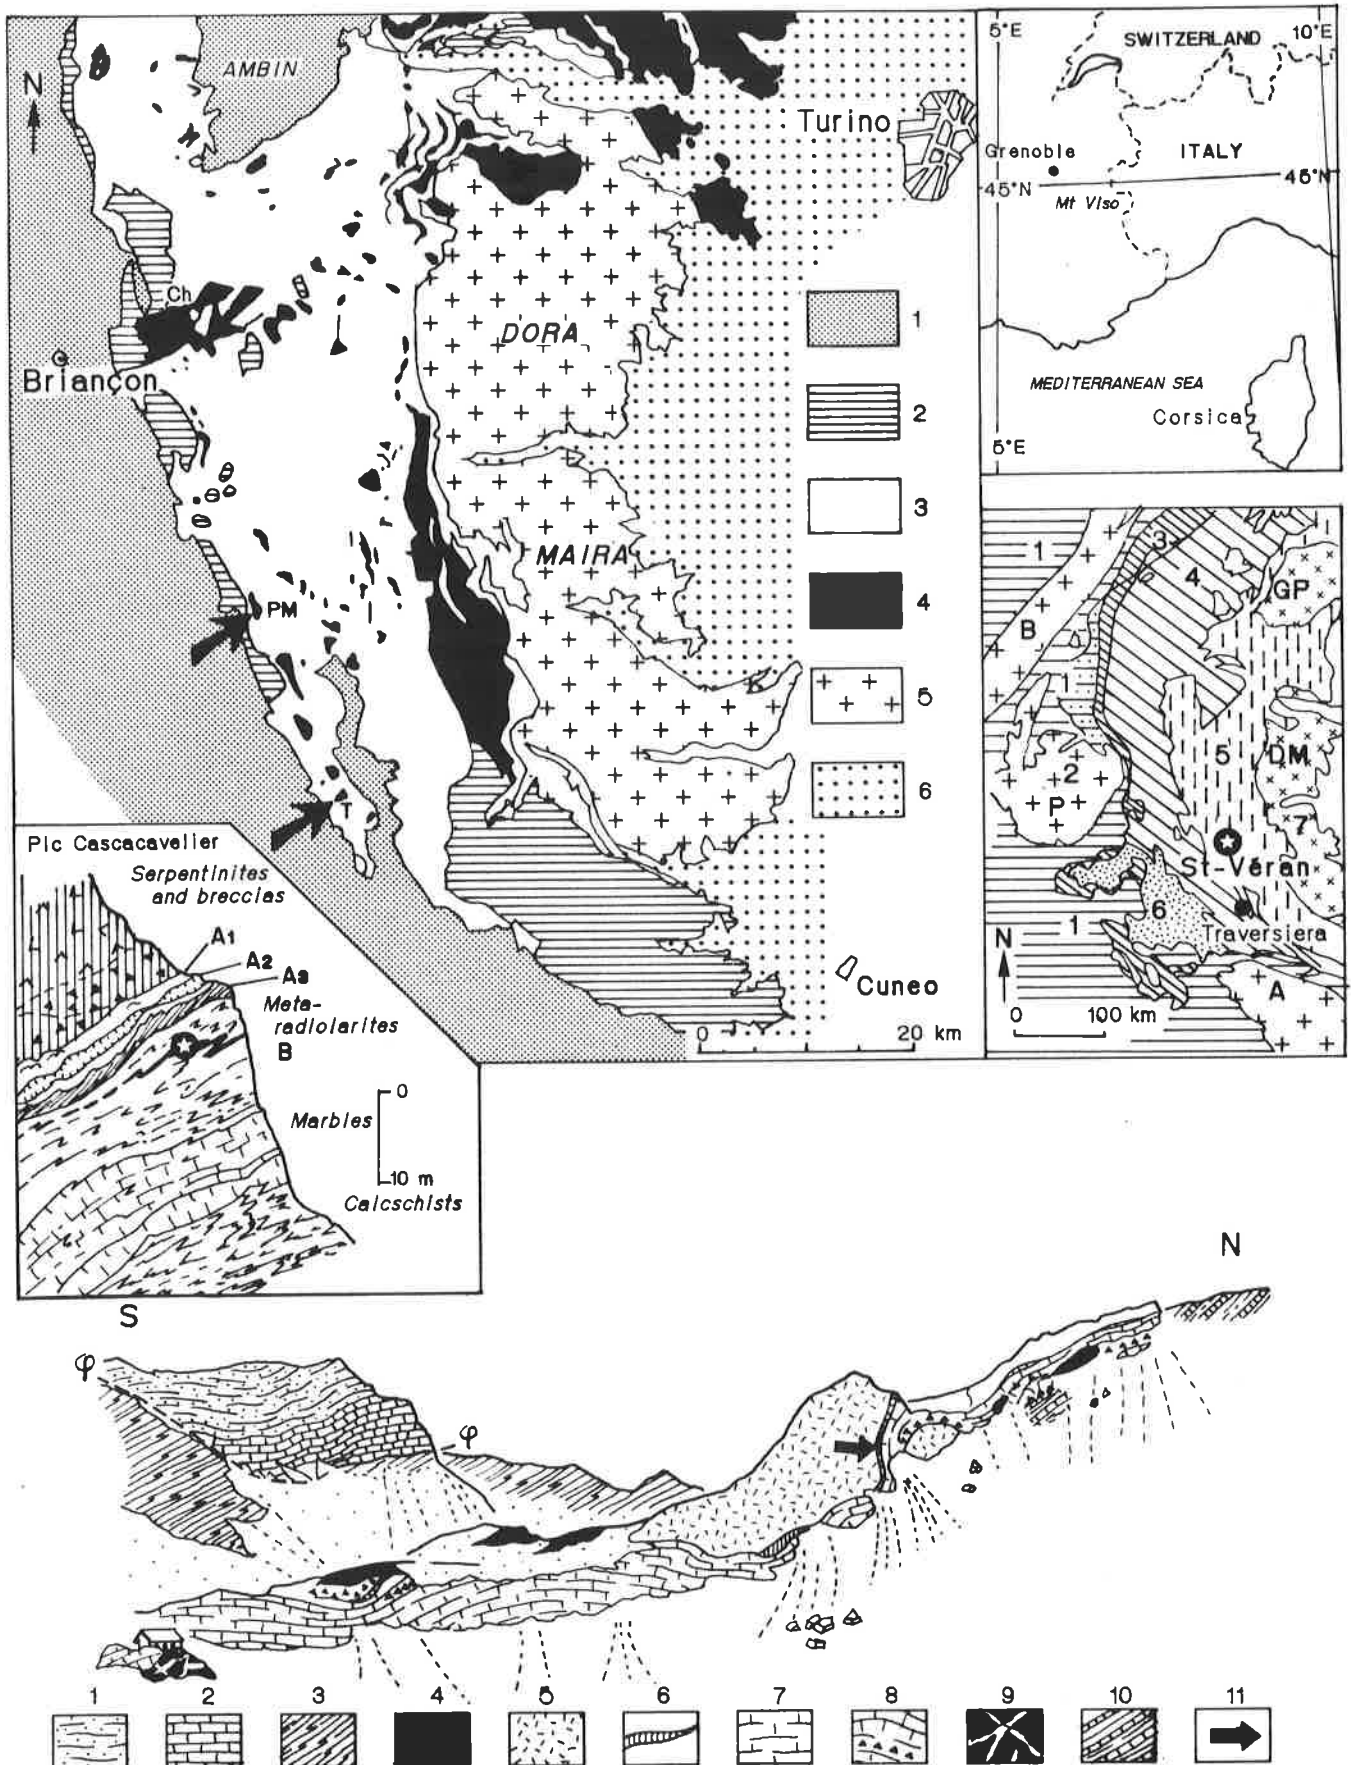 N
AMBIN
Turino
Ch
DORA
Briançon
MAIRA
PM
T
Cuneo
0 20 km
1
2
3
4
5
6
5°E
10°E
SWITZERLAND
Grenoble
ITALY
45°N
45°N
Mt Viso
MEDITERRANEAN SEA
Corsica
5°E
1
3
4
GP
B
1
2
P
5
DM
7
St-Véran
6
1
Traversiera
N
A
0 100 km
Pic Cascacavelier
Serpentinites
and breccias
A1
A2
A3
Meta-
radiolarites
B
0
Marbles
10 m
Calcschists
S
N
φ
φ
1 2 3 4 5 6 7 8 9 10 11